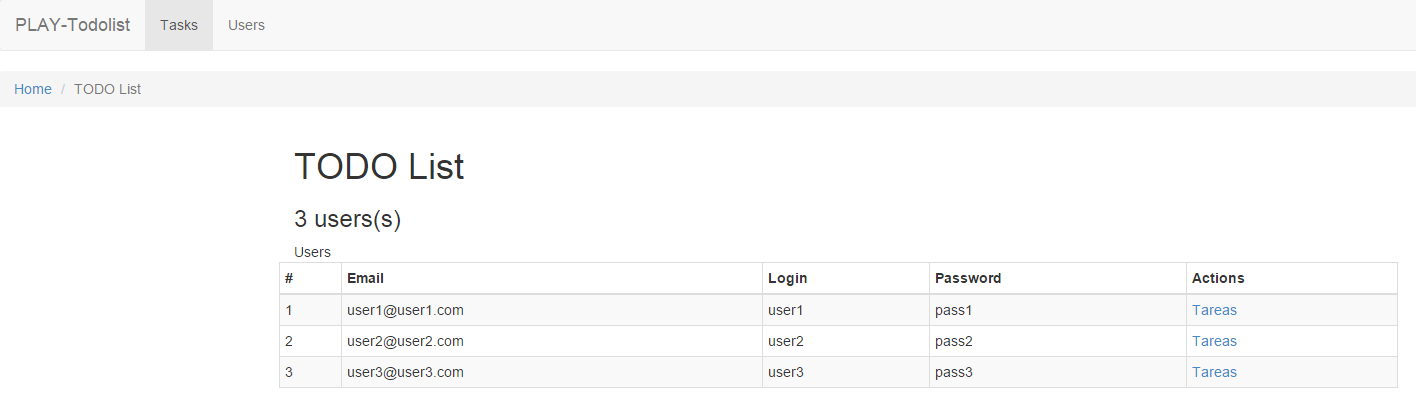 PLAY-Todolist Tasks Users
Home / TODO List
TODO List
3 users(s)
Users
# Email Login Password Actions
1 user1@user1.com user1 pass1 Tareas
2 user2@user2.com user2 pass2 Tareas
3 user3@user3.com user3 pass3 Tareas